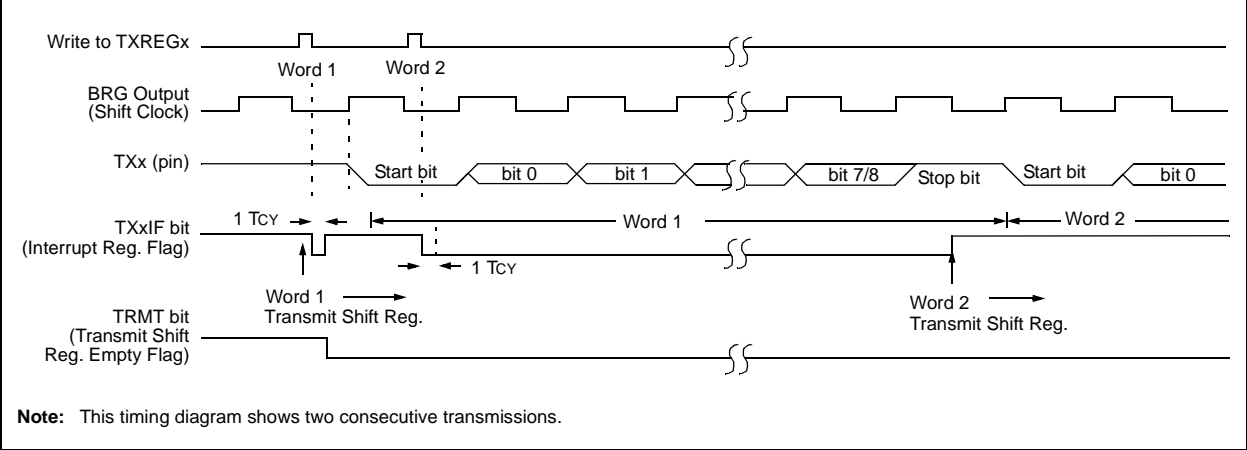 Write to TXREGx
Word 1
Word 2
BRG Output
(Shift Clock)
TXx (pin)
Start bit
bit 0
bit 1
bit 7/8
Stop bit
Start bit
bit 0
1 TCY
Word 1
Word 2
TXxIF bit
(Interrupt Reg. Flag)
1 TCY
Word 1
Transmit Shift Reg.
Word 2
Transmit Shift Reg.
TRMT bit
(Transmit Shift
Reg. Empty Flag)
Note: This timing diagram shows two consecutive transmissions.